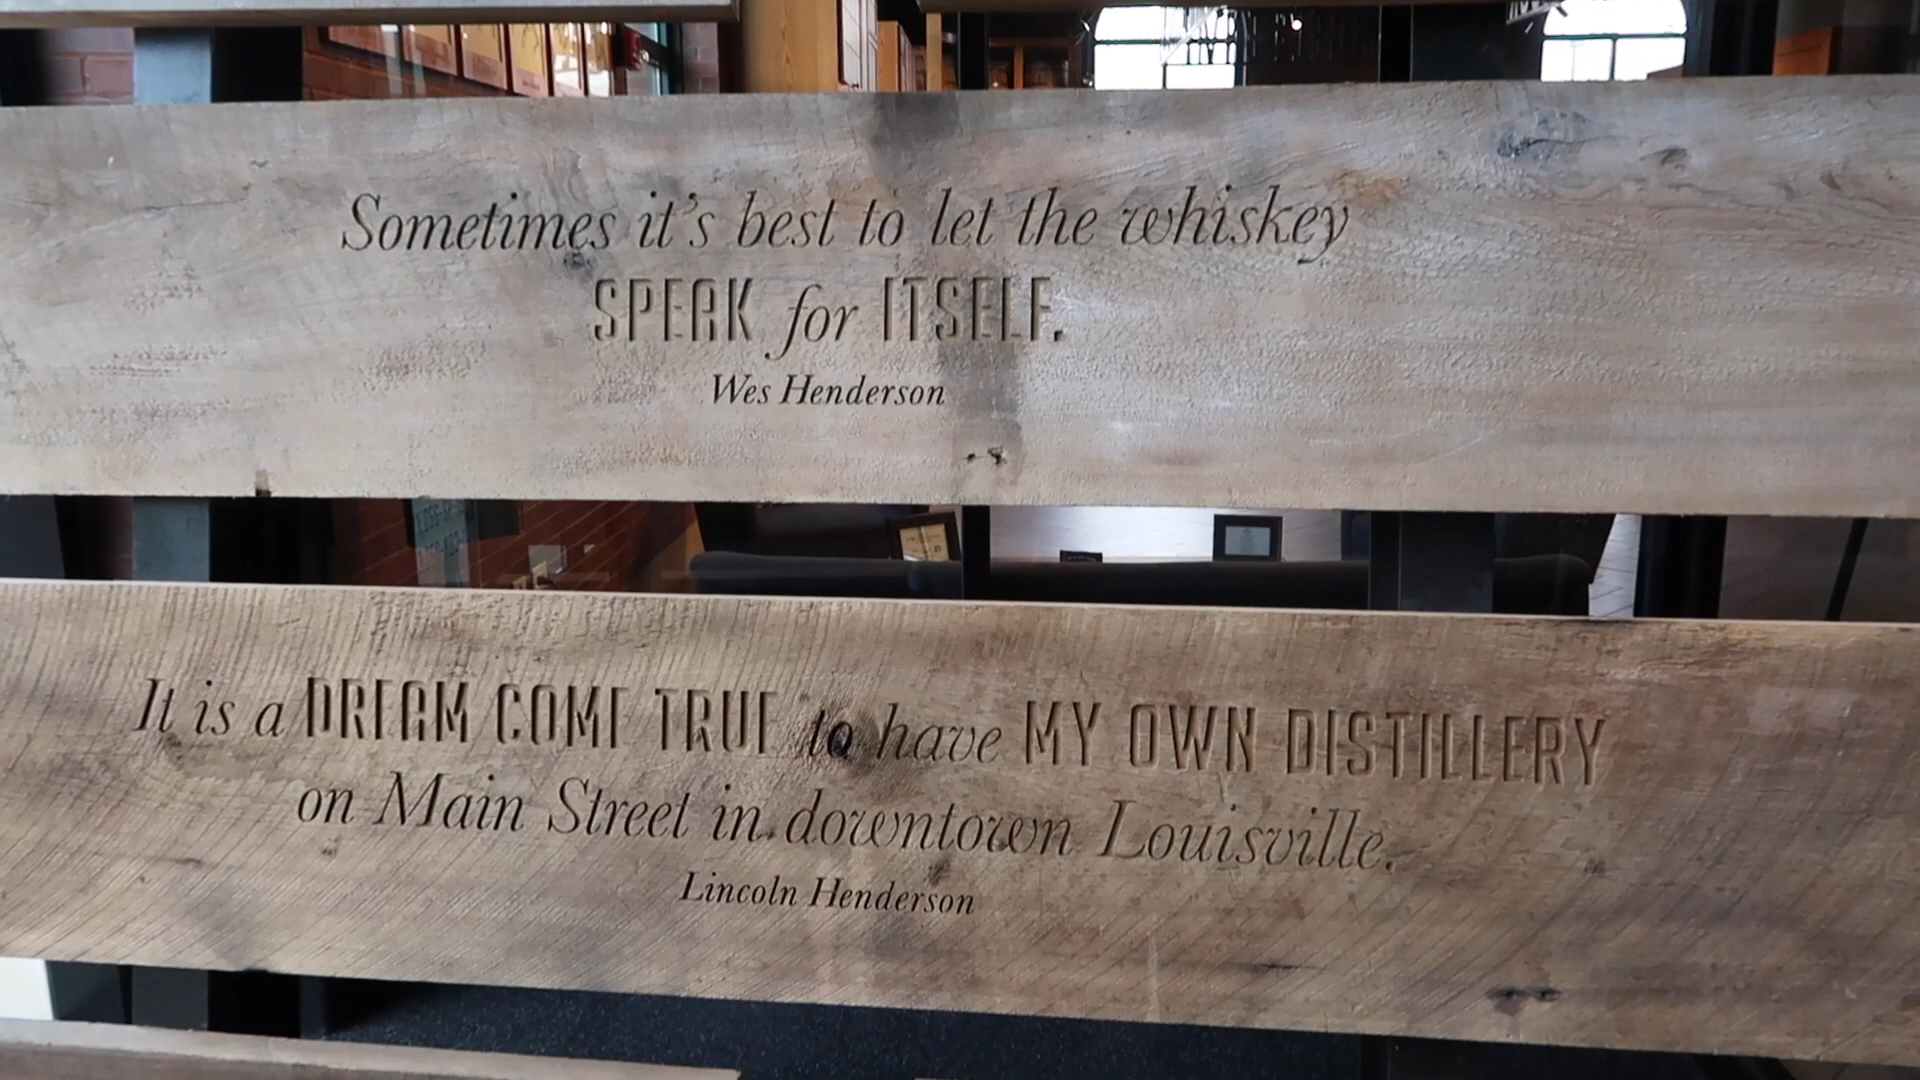 Sometimes it's best to let the whiskey
SPEAK for ITSELF.
Wes Henderson
It is a DREAM COME TRUE to have MY OWN DISTILLERY
on Main Street in downtown Louisville.
Lincoln Henderson